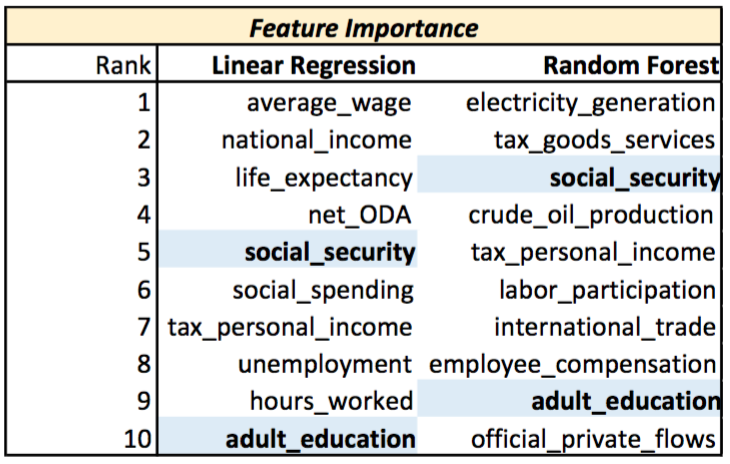 Feature Importance
Rank Linear Regression Random Forest
1 average_wage electricity_generation
2 national_income tax_goods_services
3 life_expectancy social_security
4 net_ODA crude_oil_production
5 social_security tax_personal_income
6 social_spending labor_participation
7 tax_personal_income international_trade
8 unemployment employee_compensation
9 hours_worked adult_education
10 adult_education official_private_flows